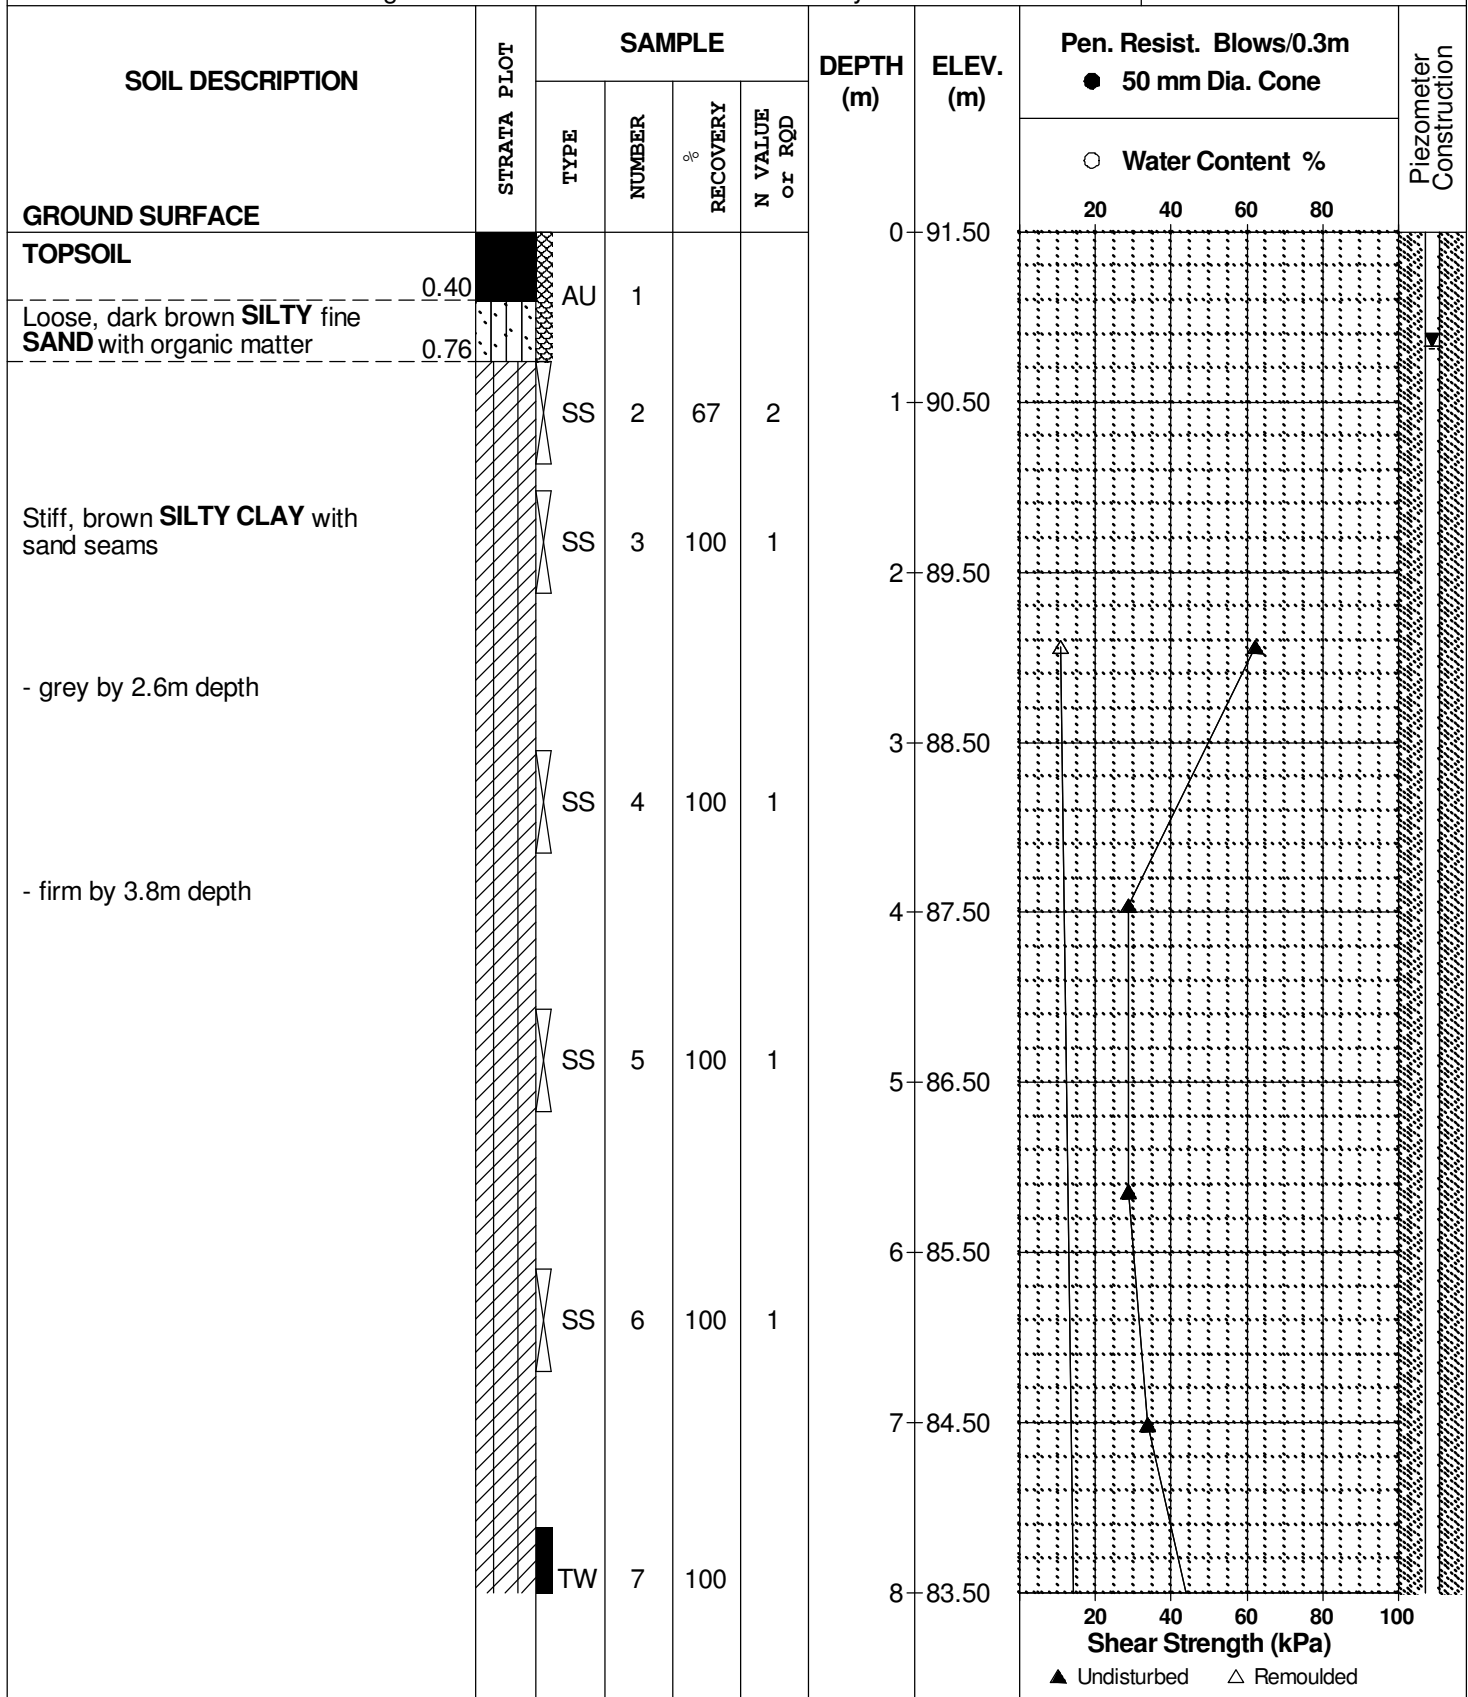 SOIL DESCRIPTION
STRATA PLOT
SAMPLE
TYPE
NUMBER
% RECOVERY
N VALUE or RQD
DEPTH (m)
ELEV. (m)
Pen. Resist. Blows/0.3m
● 50 mm Dia. Cone
○ Water Content %
Piezometer Construction
20 40 60 80
GROUND SURFACE
0 91.50
TOPSOIL
0.40
AU 1
Loose, dark brown SILTY fine
SAND with organic matter 0.76
SS 2 67 2
1 90.50
Stiff, brown SILTY CLAY with
sand seams
SS 3 100 1
2 89.50
- grey by 2.6m depth
3 88.50
SS 4 100 1
- firm by 3.8m depth
4 87.50
SS 5 100 1
5 86.50
6 85.50
SS 6 100 1
7 84.50
TW 7 100
8 83.50
20 40 60 80 100
Shear Strength (kPa)
▲ Undisturbed △ Remoulded